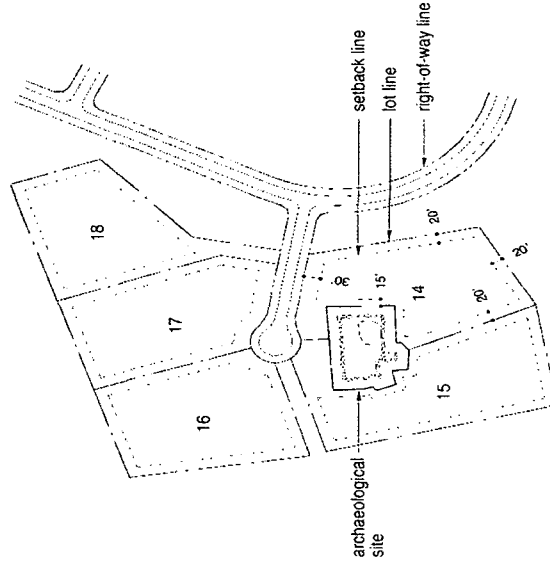 18
17
16
30'
15'
14
15
20'
20'
20'
setback line
lot line
right-of-way line
archaeological
site